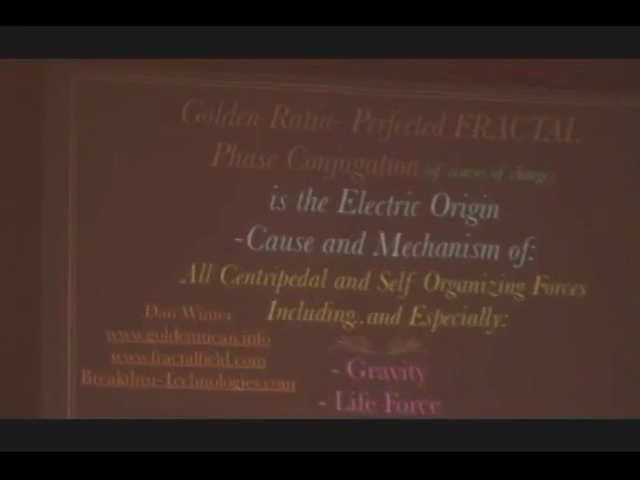 Golden Ratio- Perfected FRACTAL
Phase Conjugation (of waves of charge)
is the Electric Origin
-Cause and Mechanism of:
All Centripedal and Self Organizing Forces
Including..and Especially:
- Gravity
- Life Force
Dan Winter
www.goldenmean.info
www.fractalfield.com
Breakthru-Technologies.com